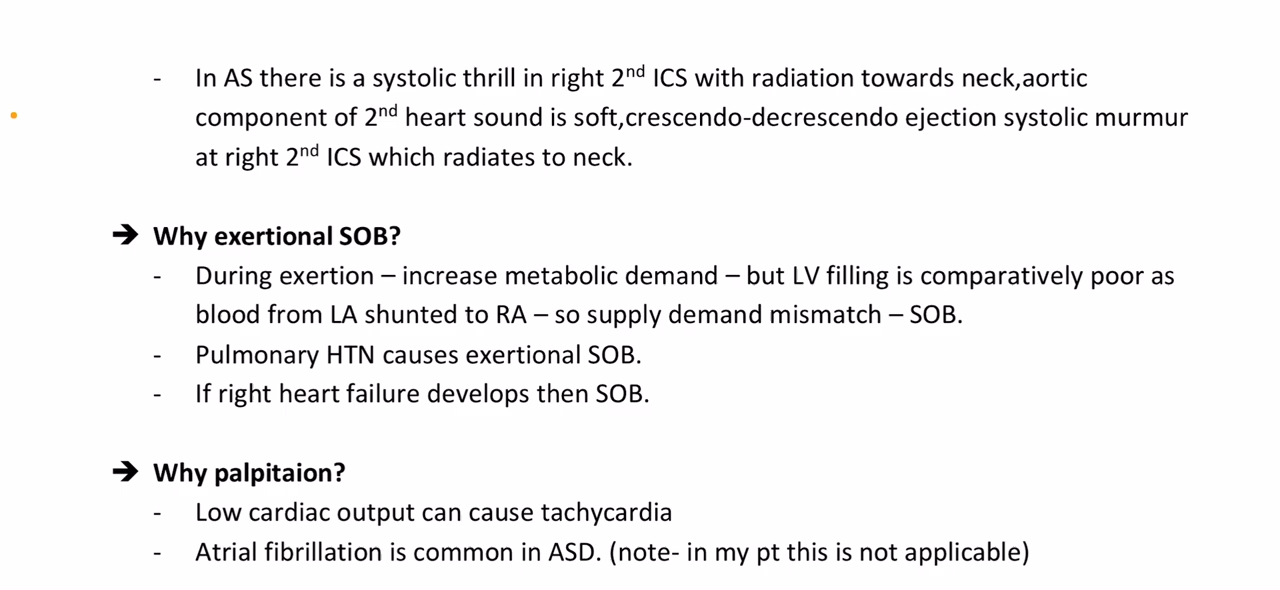 - In AS there is a systolic thrill in right 2nd ICS with radiation towards neck,aortic
component of 2nd heart sound is soft,crescendo-decrescendo ejection systolic murmur
at right 2nd ICS which radiates to neck.
➔ Why exertional SOB?
- During exertion – increase metabolic demand – but LV filling is comparatively poor as
blood from LA shunted to RA – so supply demand mismatch – SOB.
- Pulmonary HTN causes exertional SOB.
- If right heart failure develops then SOB.
➔ Why palpitaion?
- Low cardiac output can cause tachycardia
- Atrial fibrillation is common in ASD. (note- in my pt this is not applicable)